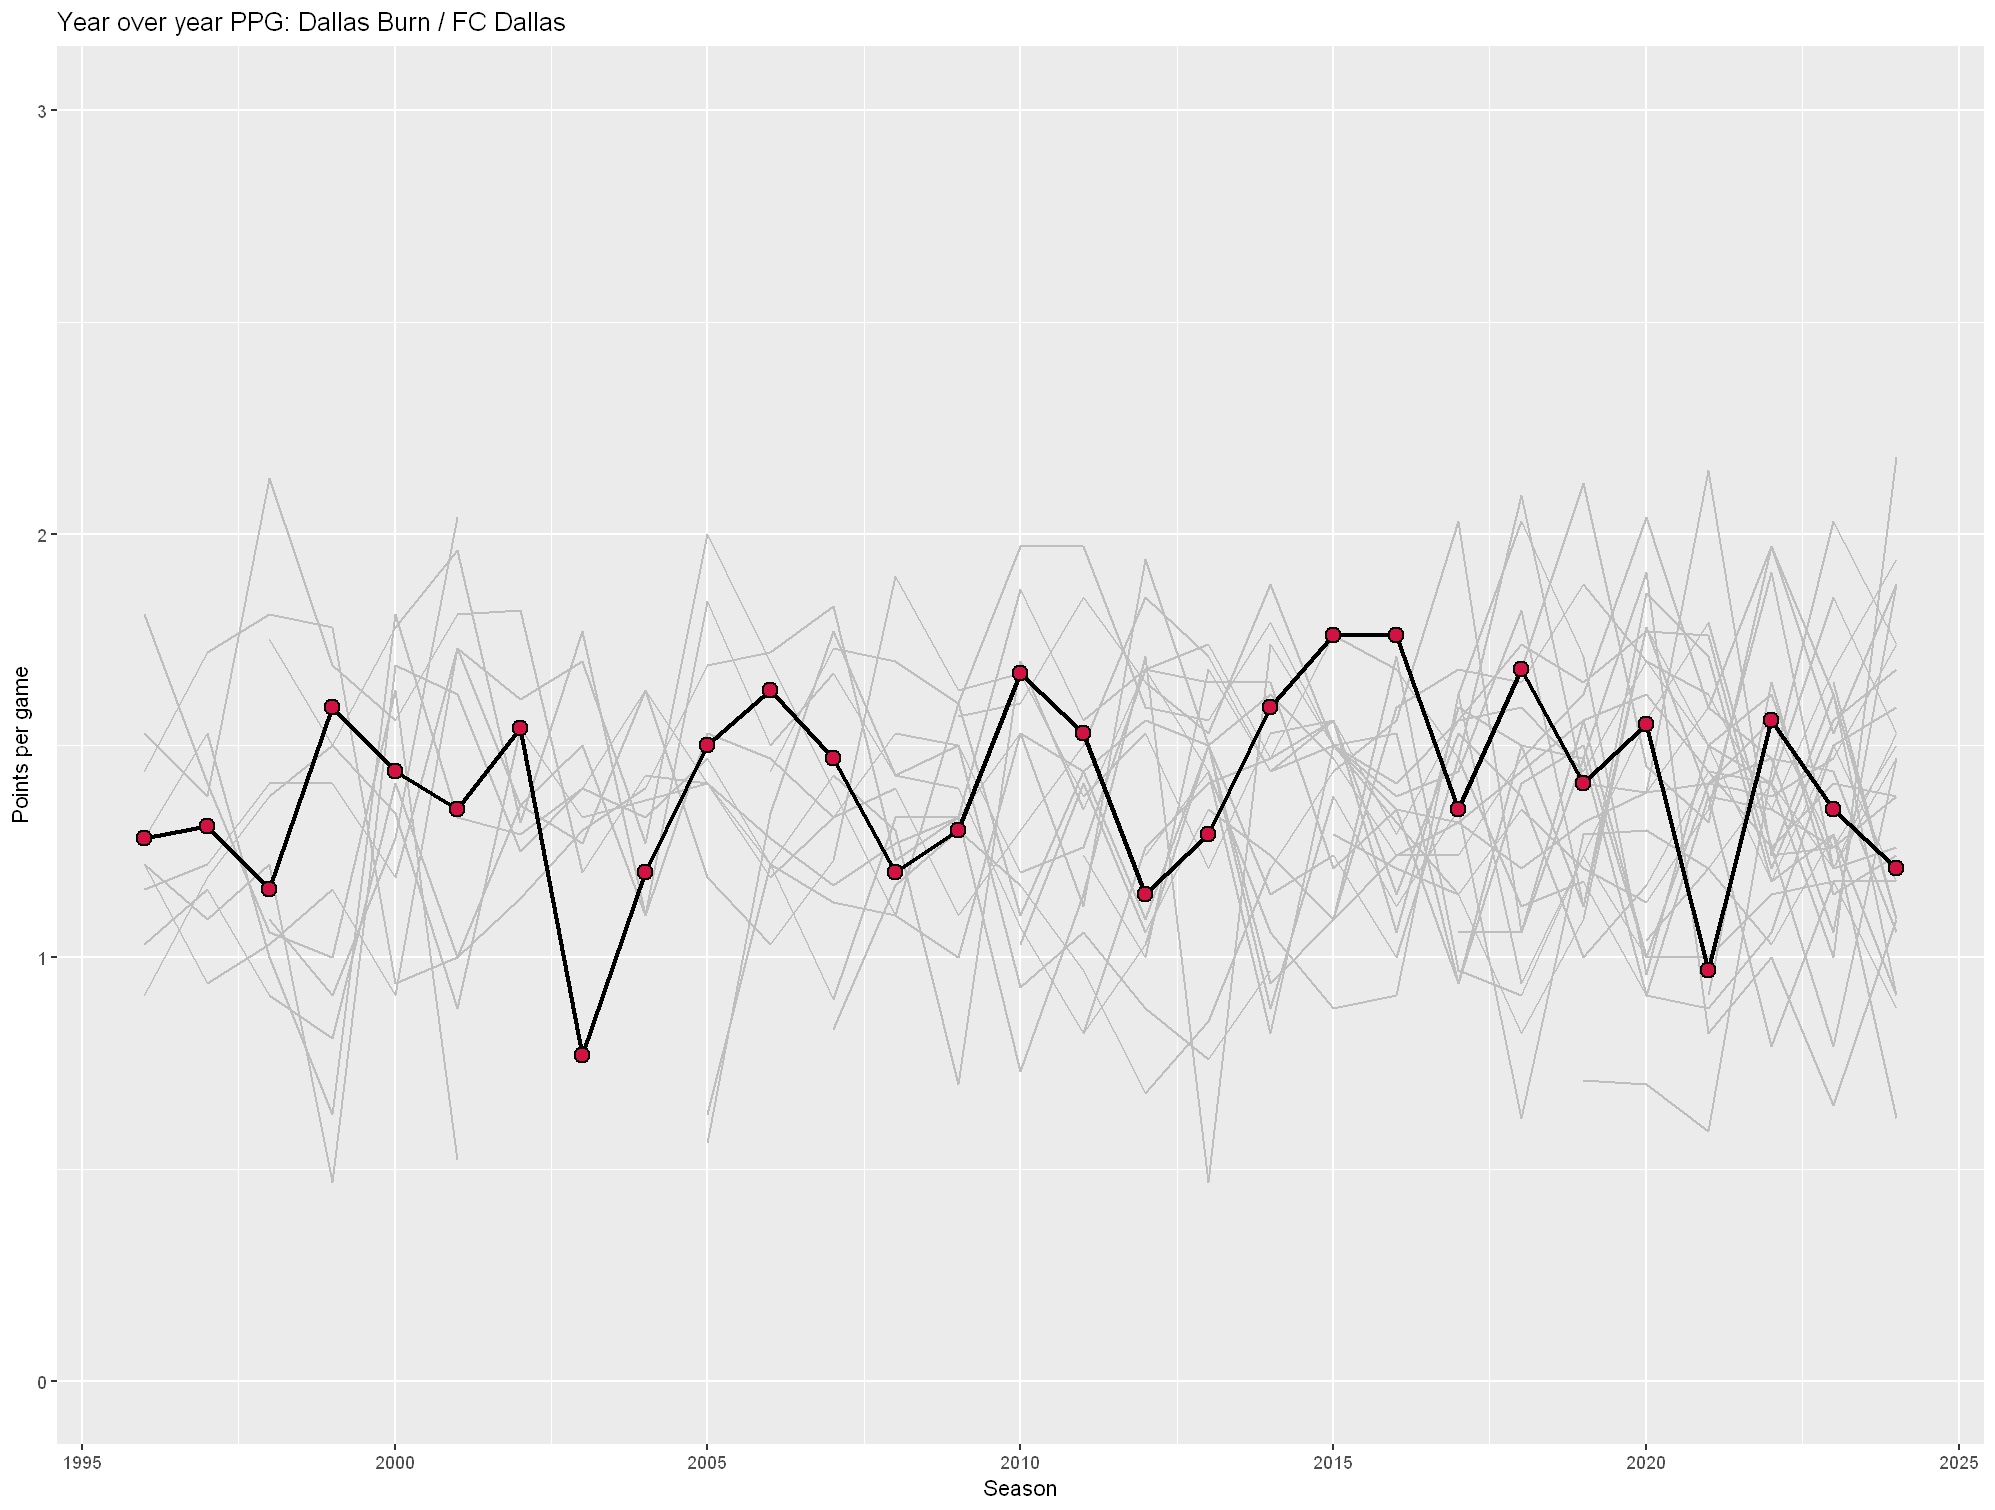 Year over year PPG: Dallas Burn / FC Dallas
Points per game
3
2
1
0
1995 2000 2005 2010 2015 2020 2025
Season